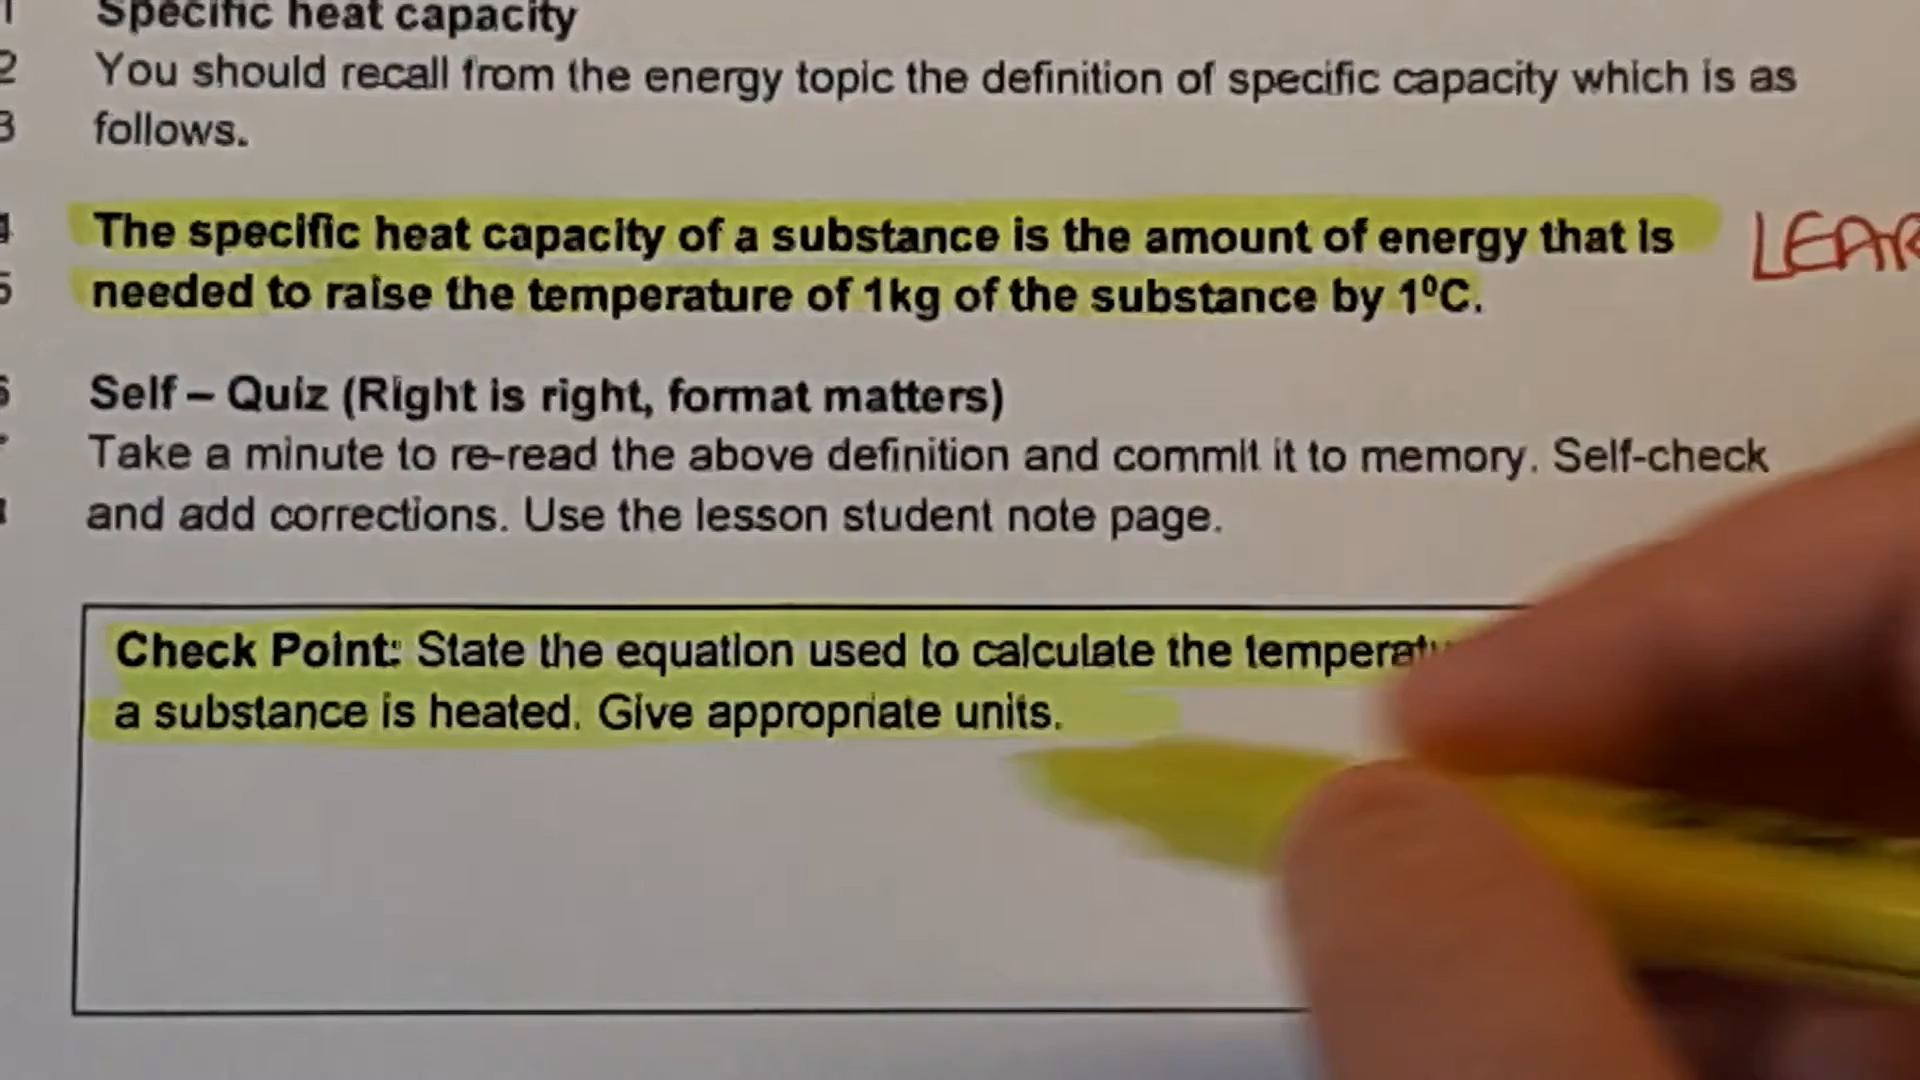 Specific heat capacity
2 You should recall from the energy topic the definition of specific capacity which is as
3 follows.
4 The specific heat capacity of a substance is the amount of energy that is
5 needed to raise the temperature of 1kg of the substance by 1⁰C.
Self – Quiz (Right is right, format matters)
Take a minute to re-read the above definition and commit it to memory. Self-check
and add corrections. Use the lesson student note page.
Check Point: State the equation used to calculate the
a substance is heated. Give appropriate units.